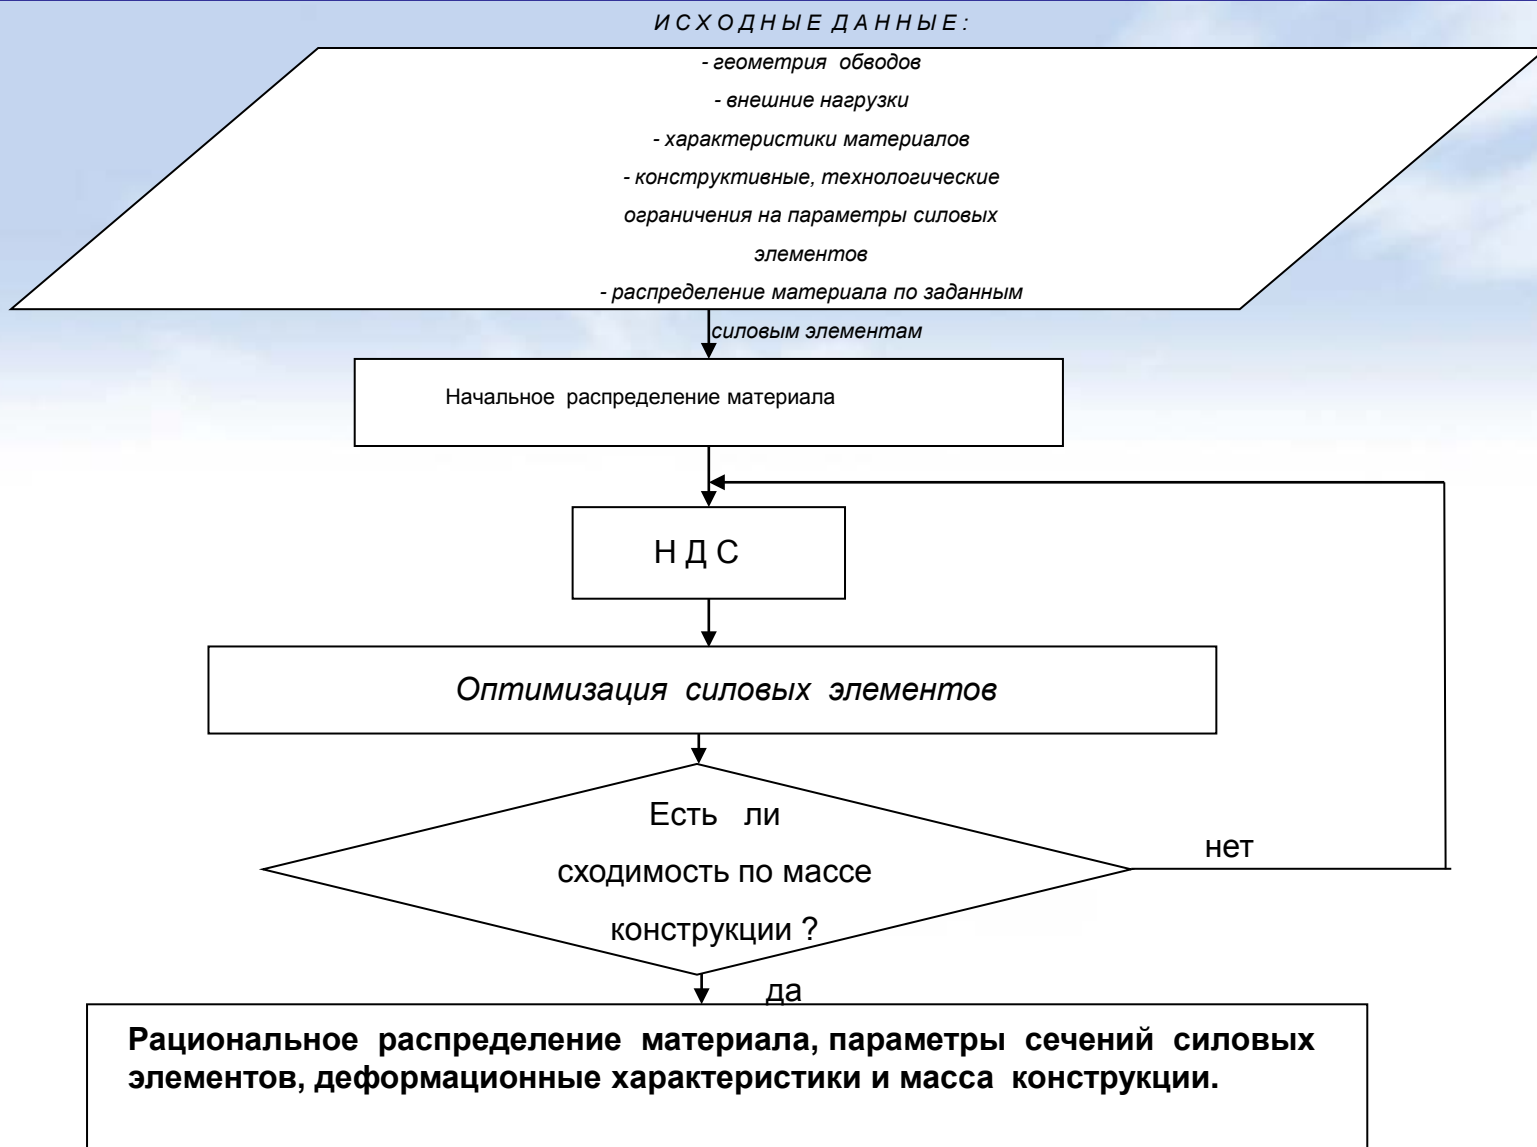 ИСХОДНЫЕ ДАННЫЕ:
- геометрия обводов
- внешние нагрузки
- характеристики материалов
- конструктивные, технологические
ограничения на параметры силовых
элементов
- распределение материала по заданным
силовым элементам
Начальное распределение материала
Н Д С
Оптимизация силовых элементов
Есть ли
сходимость по массе
конструкции ?
нет
да
Рациональное распределение материала, параметры сечений силовых
элементов, деформационные характеристики и масса конструкции.